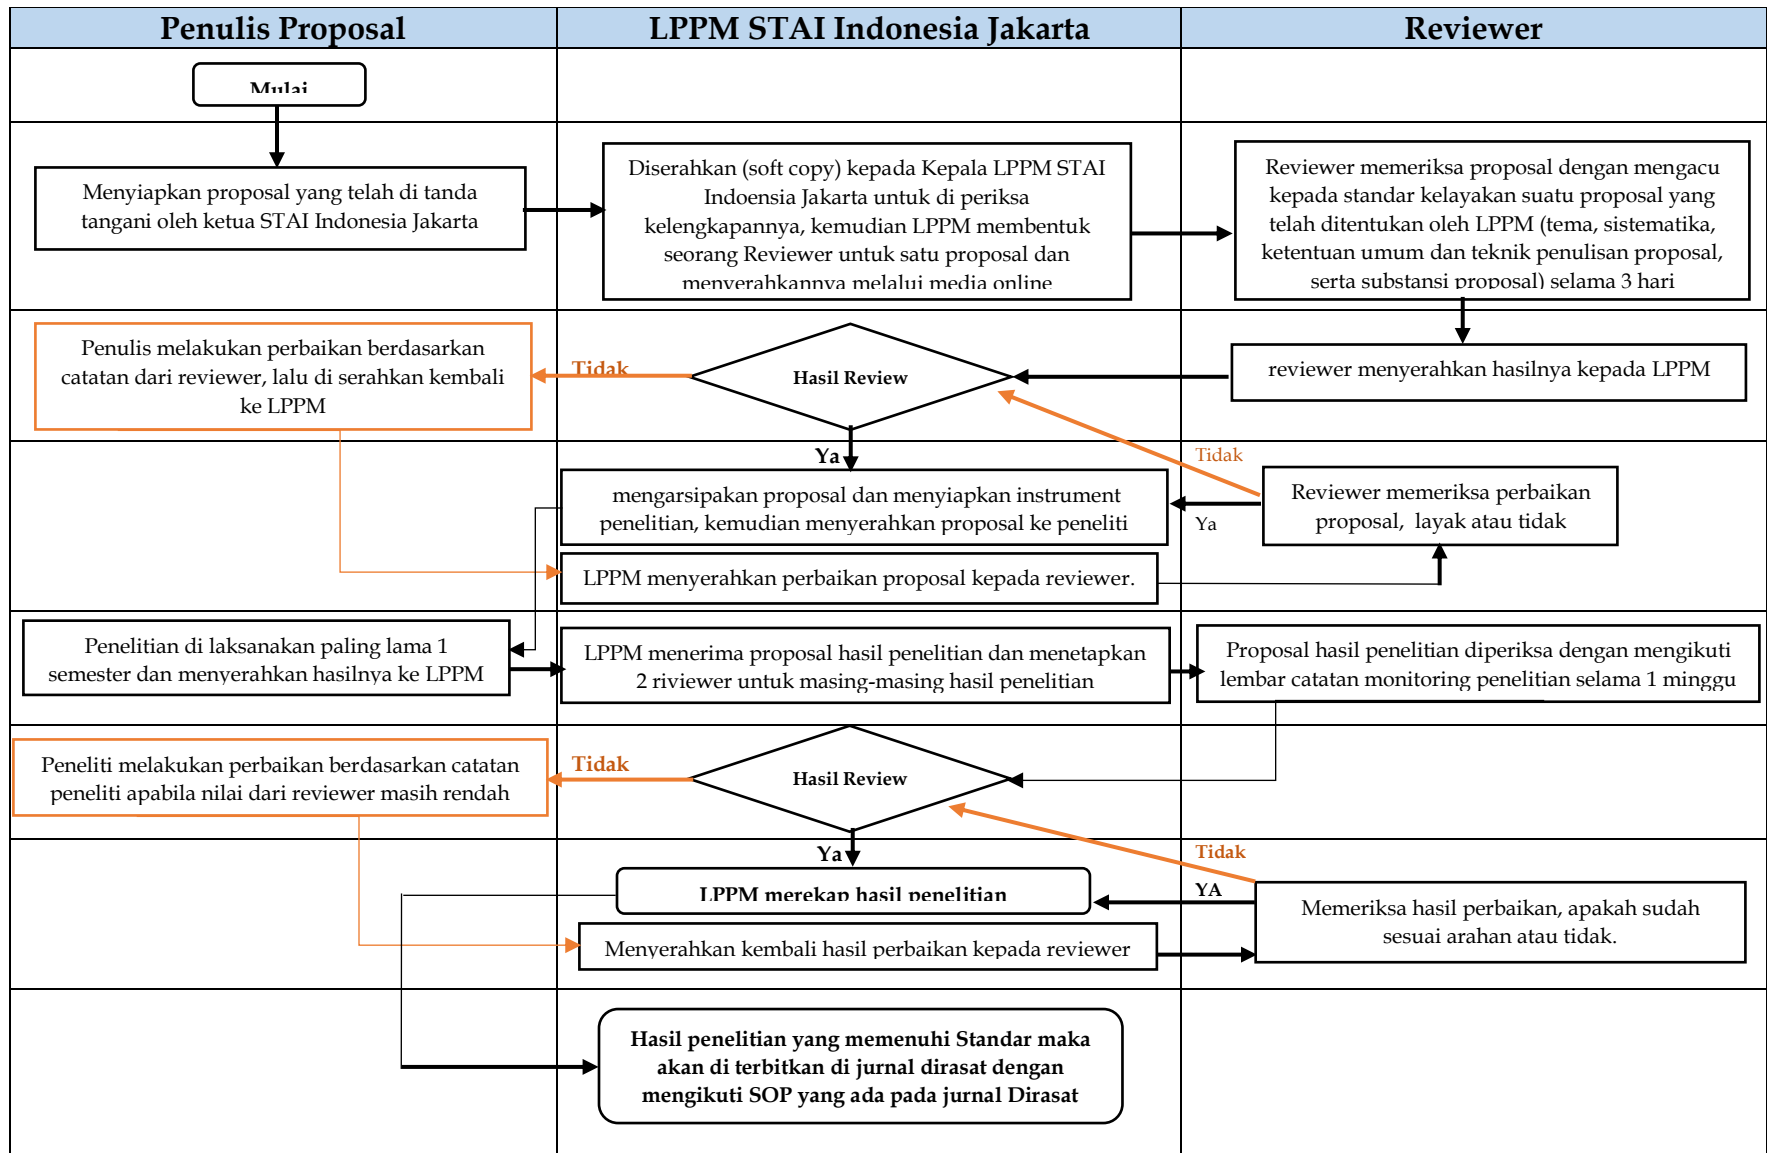 Penulis Proposal
LPPM STAI Indonesia Jakarta
Reviewer
Mulai
Menyiapkan proposal yang telah di tanda
tangani oleh ketua STAI Indonesia Jakarta
Diserahkan (soft copy) kepada Kepala LPPM STAI
Indoensia Jakarta untuk di periksa
kelengkapannya, kemudian LPPM membentuk
seorang Reviewer untuk satu proposal dan
menyerahkannya melalui media online
Reviewer memeriksa proposal dengan mengacu
kepada standar kelayakan suatu proposal yang
telah ditentukan oleh LPPM (tema, sistematika,
ketentuan umum dan teknik penulisan proposal,
serta substansi proposal) selama 3 hari
Penulis melakukan perbaikan berdasarkan
catatan dari reviewer, lalu di serahkan kembali
ke LPPM
Tidak
Hasil Review
reviewer menyerahkan hasilnya kepada LPPM
Ya
Tidak
mengarsipakan proposal dan menyiapkan instrument
penelitian, kemudian menyerahkan proposal ke peneliti
Ya
Reviewer memeriksa perbaikan
proposal,  layak atau tidak
LPPM menyerahkan perbaikan proposal kepada reviewer.
Penelitian di laksanakan paling lama 1
semester dan menyerahkan hasilnya ke LPPM
LPPM menerima proposal hasil penelitian dan menetapkan
2 riviewer untuk masing-masing hasil penelitian
Proposal hasil penelitian diperiksa dengan mengikuti
lembar catatan monitoring penelitian selama 1 minggu
Peneliti melakukan perbaikan berdasarkan catatan
peneliti apabila nilai dari reviewer masih rendah
Tidak
Hasil Review
Ya
Tidak
LPPM merekap hasil penelitian
YA
Memeriksa hasil perbaikan, apakah sudah
sesuai arahan atau tidak.
Menyerahkan kembali hasil perbaikan kepada reviewer
Hasil penelitian yang memenuhi Standar maka
akan di terbitkan di jurnal dirasat dengan
mengikuti SOP yang ada pada jurnal Dirasat